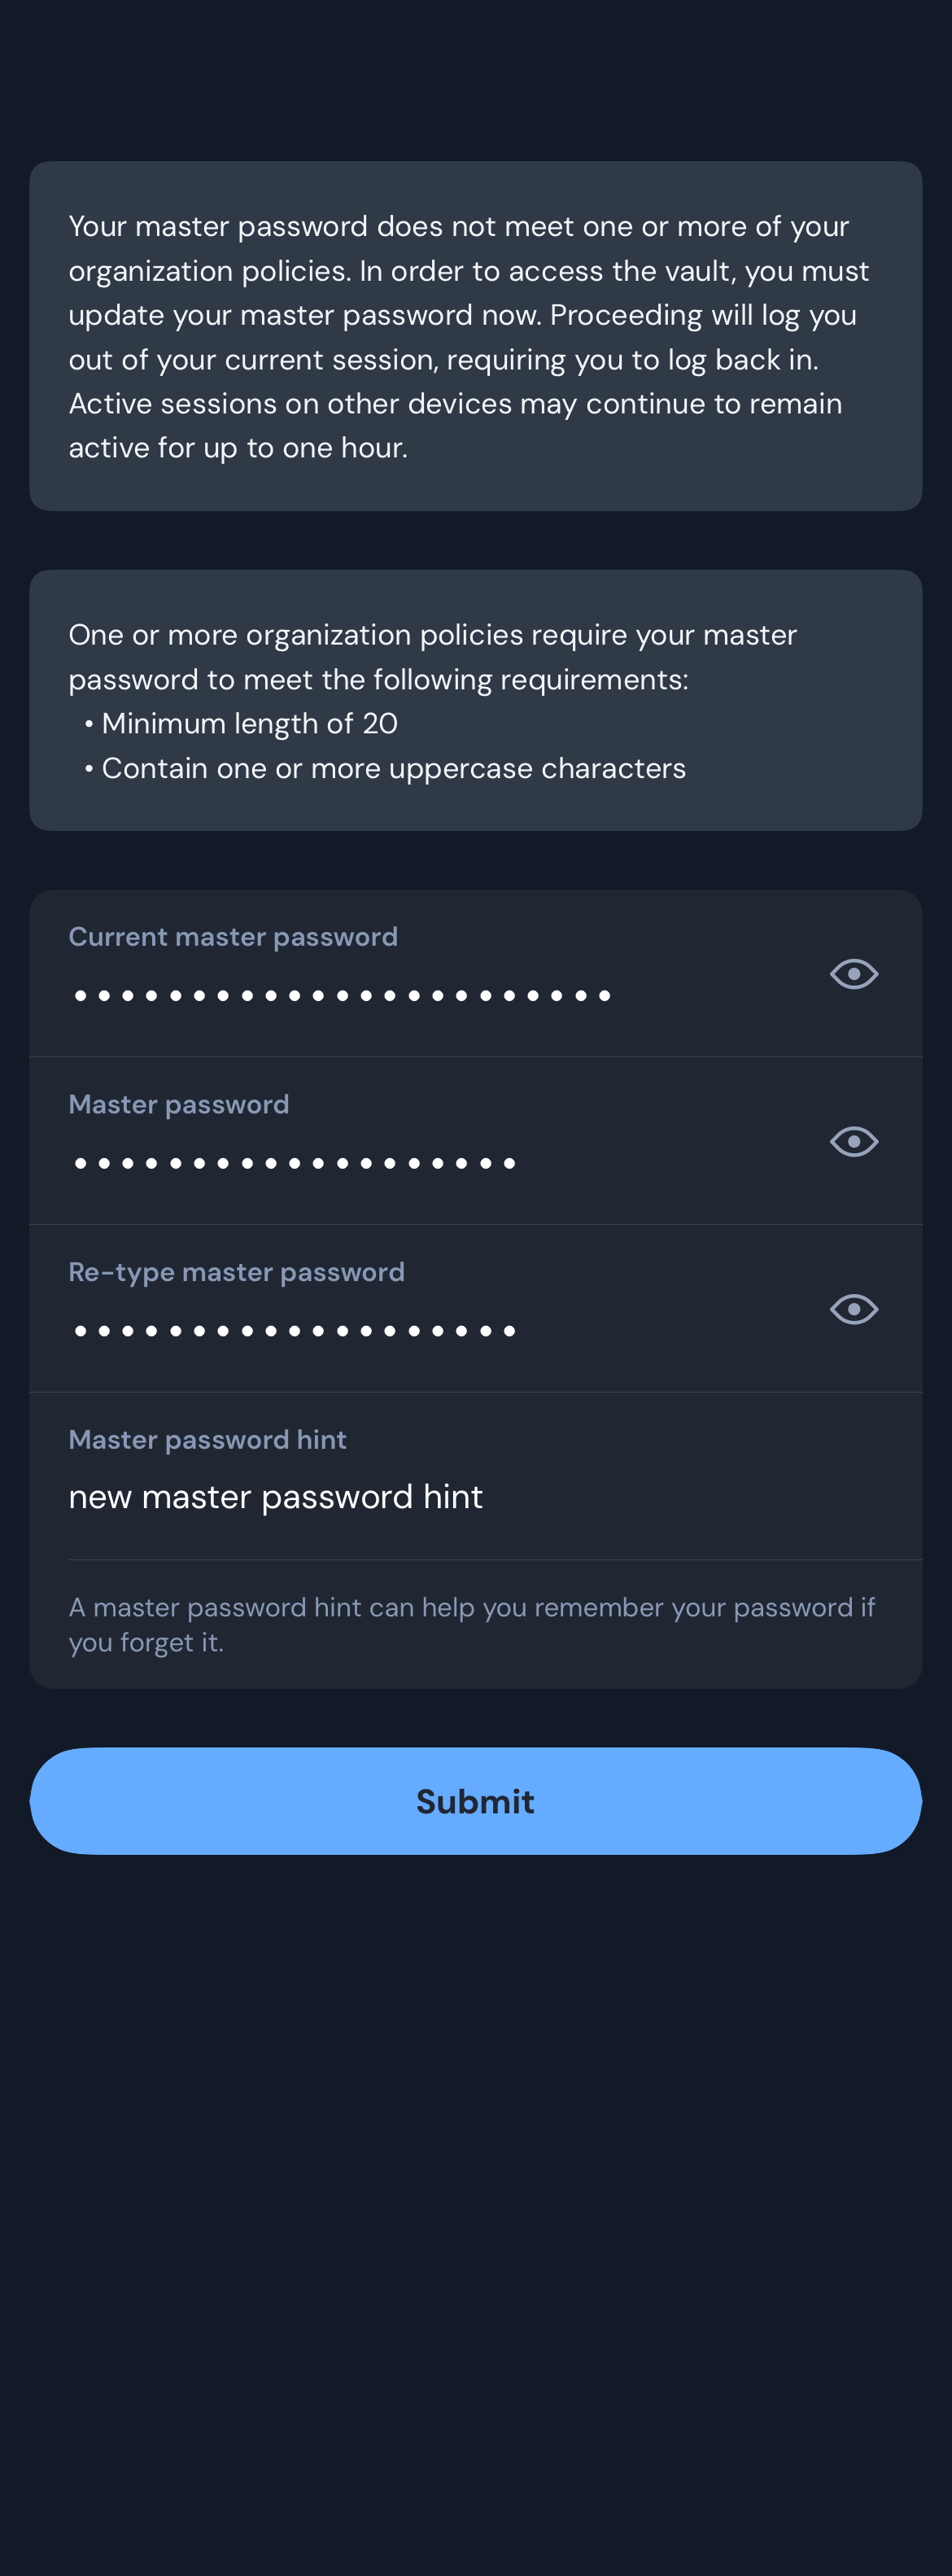 Your master password does not meet one or more of your
organization policies. In order to access the vault, you must
update your master password now. Proceeding will log you
out of your current session, requiring you to log back in.
Active sessions on other devices may continue to remain
active for up to one hour.
One or more organization policies require your master
password to meet the following requirements:
• Minimum length of 20
• Contain one or more uppercase characters
Current master password
•••••••••••••••••••••••
Master password
•••••••••••••••••••
Re-type master password
•••••••••••••••••••
Master password hint
new master password hint
A master password hint can help you remember your password if
you forget it.
Submit